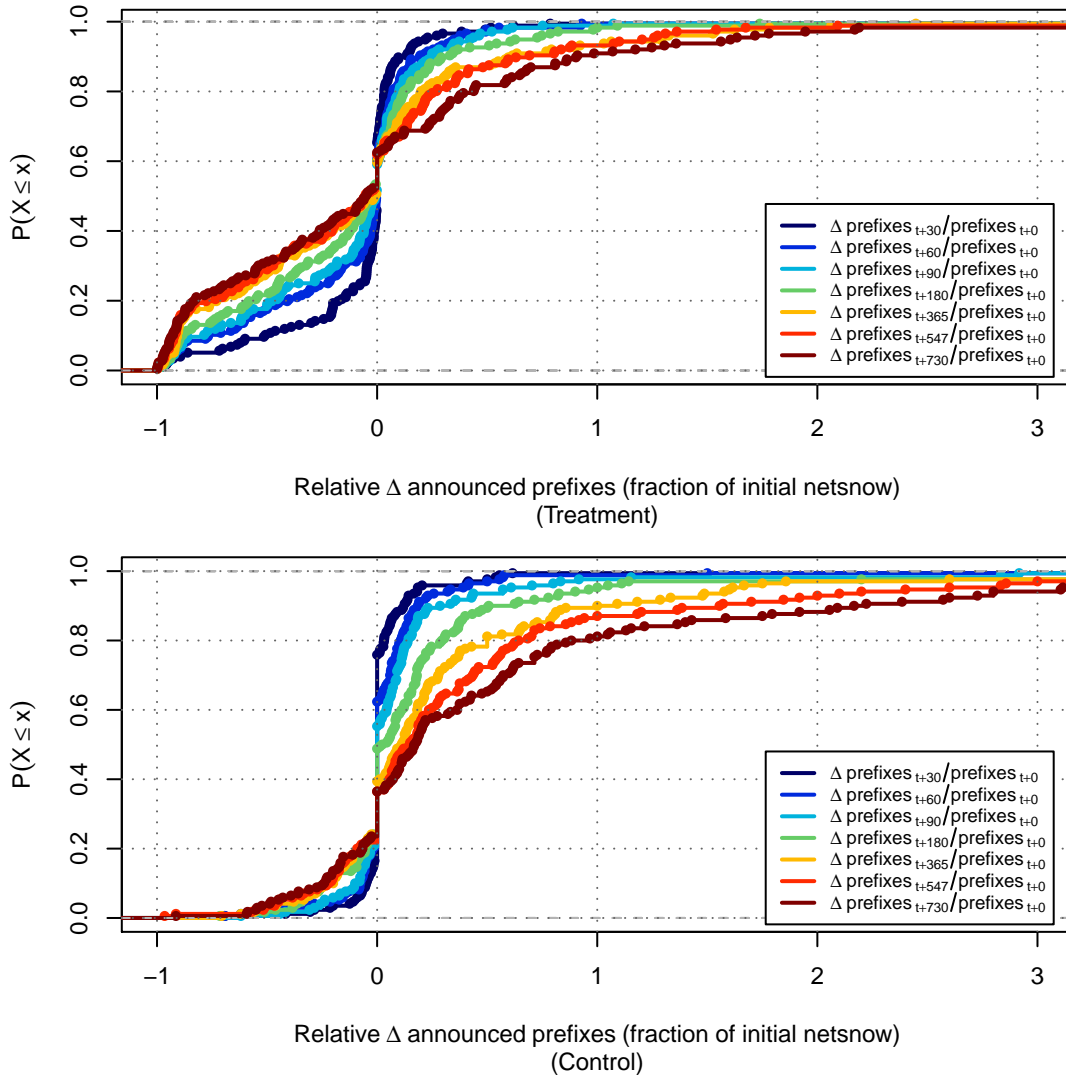 1.0
0.8
0.6
0.4
0.2
0.0
P(X ≤ x)
Δ prefixes t+30/prefixes t+0
Δ prefixes t+60/prefixes t+0
Δ prefixes t+90/prefixes t+0
Δ prefixes t+180/prefixes t+0
Δ prefixes t+365/prefixes t+0
Δ prefixes t+547/prefixes t+0
Δ prefixes t+730/prefixes t+0
−1 0 1 2 3
Relative Δ announced prefixes (fraction of initial netsnow)
(Treatment)
1.0
0.8
0.6
0.4
0.2
0.0
P(X ≤ x)
Δ prefixes t+30/prefixes t+0
Δ prefixes t+60/prefixes t+0
Δ prefixes t+90/prefixes t+0
Δ prefixes t+180/prefixes t+0
Δ prefixes t+365/prefixes t+0
Δ prefixes t+547/prefixes t+0
Δ prefixes t+730/prefixes t+0
−1 0 1 2 3
Relative Δ announced prefixes (fraction of initial netsnow)
(Control)